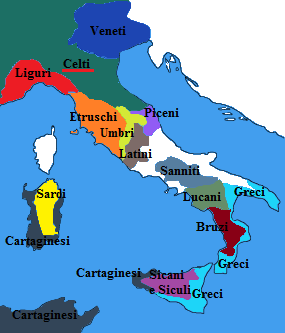 Veneti
Celti
Liguri
Etruschi
Piceni
Umbri
Latini
Sanniti
Sardi
Lucani
Greci
Bruzi
Cartaginesi
Greci
Cartaginesi
Sicani
e Siculi
Greci
Cartaginesi